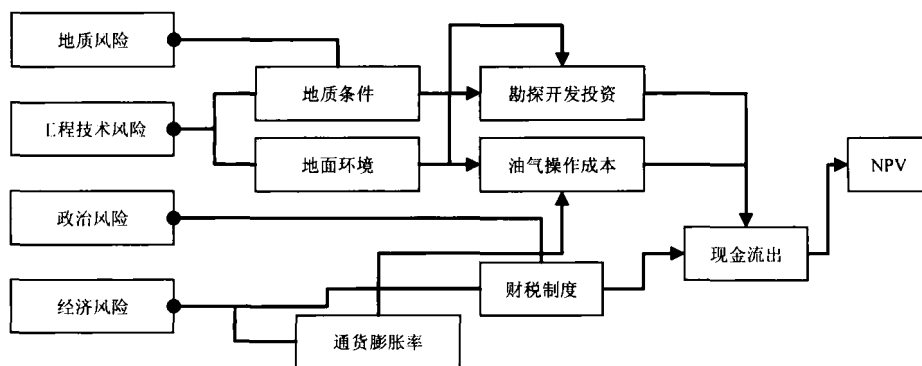 地质风险
地质条件
勘探开发投资
工程技术风险
地面环境
油气操作成本
NPV
政治风险
现金流出
财税制度
经济风险
通货膨胀率